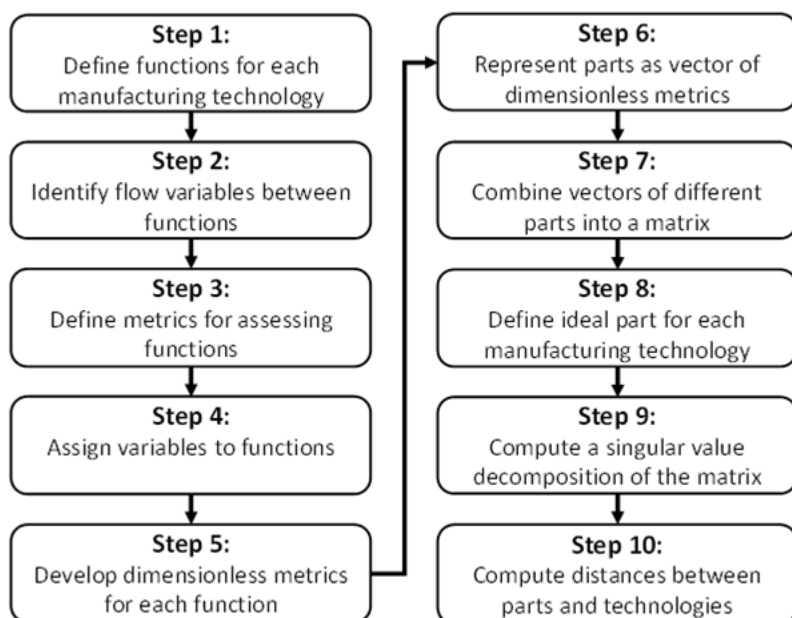 Step 1:
Define functions for each
manufacturing technology
Step 2:
Identify flow variables between
functions
Step 3:
Define metrics for assessing
functions
Step 4:
Assign variables to functions
Step 5:
Develop dimensionless metrics
for each function
Step 6:
Represent parts as vector of
dimensionless metrics
Step 7:
Combine vectors of different
parts into a matrix
Step 8:
Define ideal part for each
manufacturing technology
Step 9:
Compute a singular value
decomposition of the matrix
Step 10:
Compute distances between
parts and technologies